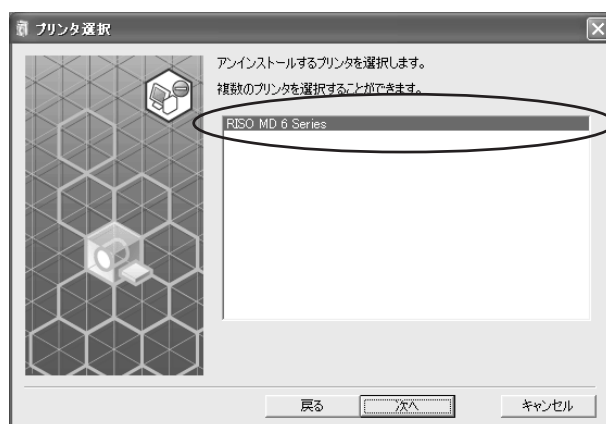 プリンタ選択
アンインストールするプリンタを選択します。
複数のプリンタを選択することができます。
RISO MD 6 Series
戻る
次へ
キャンセル